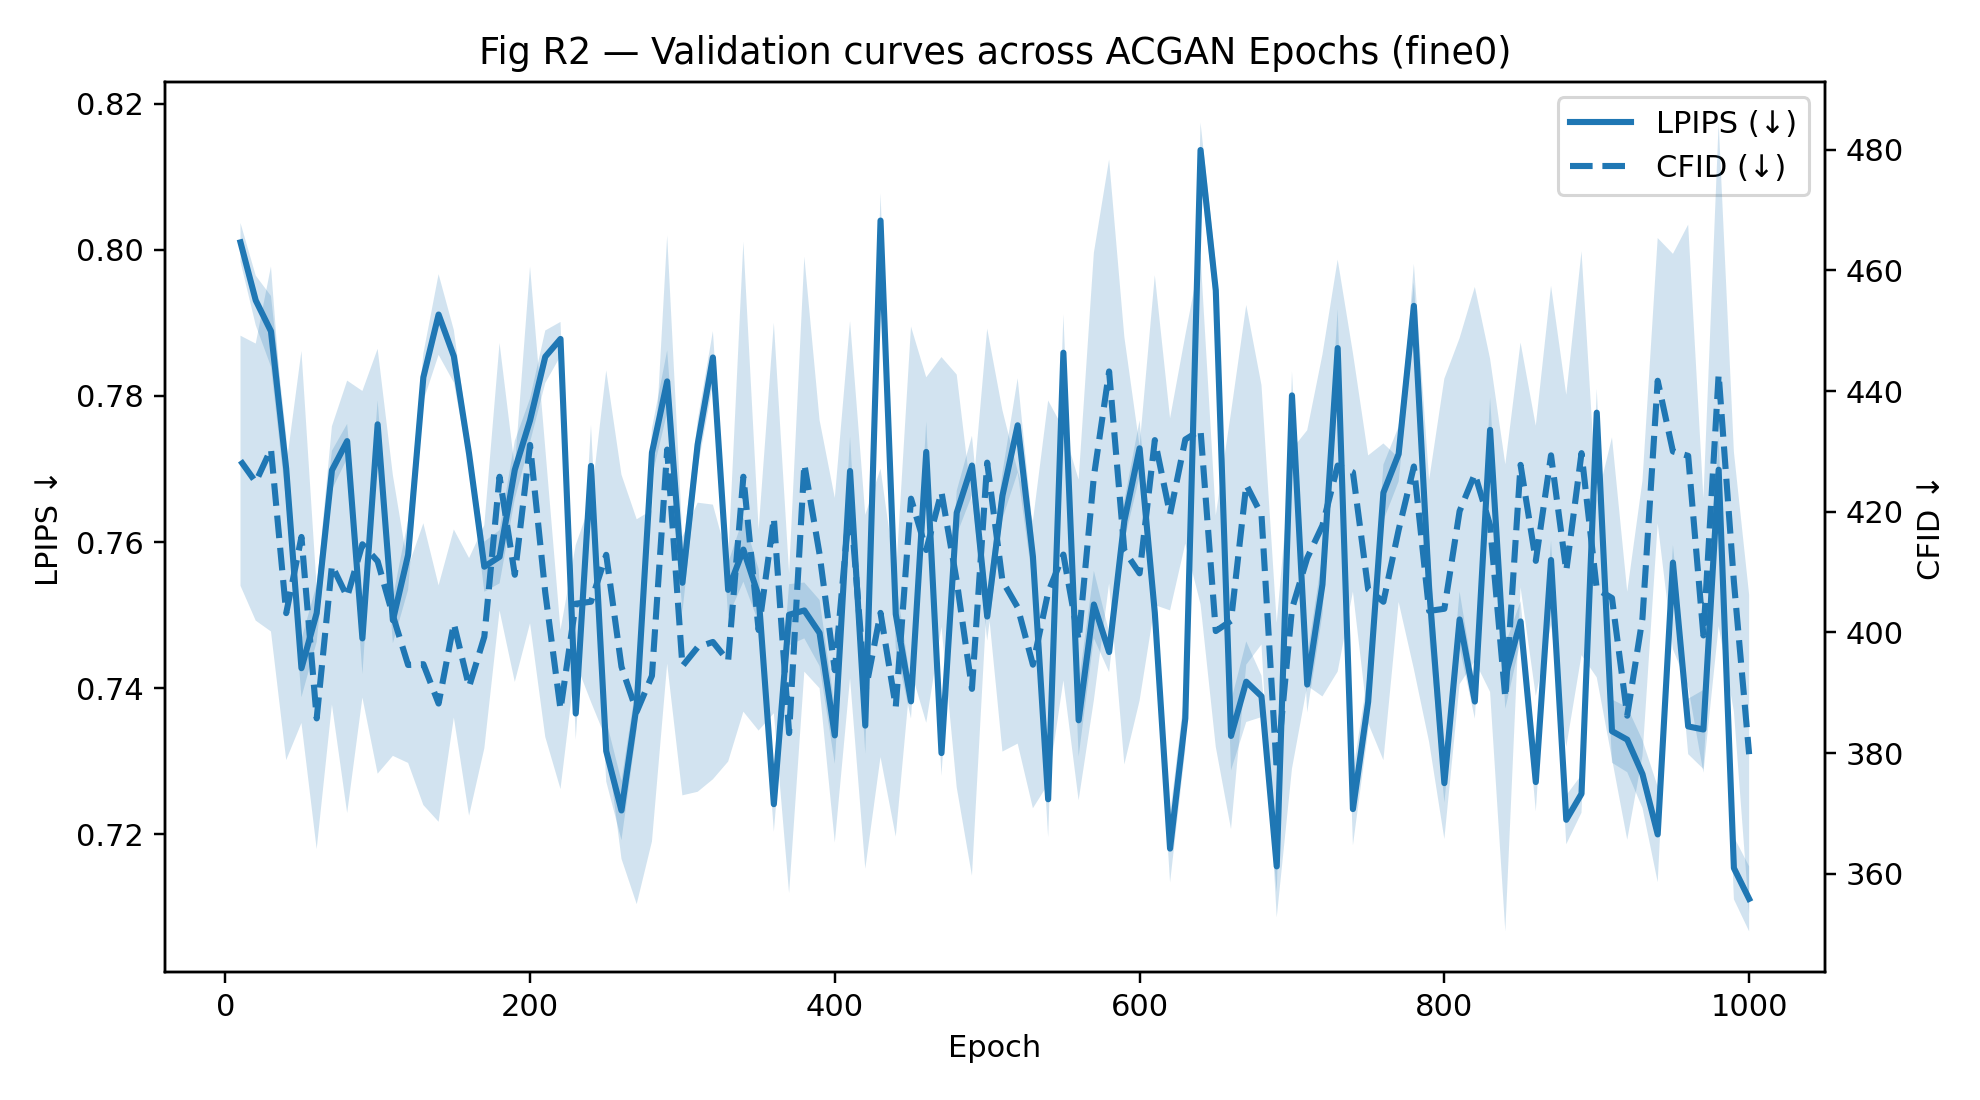 Fig R2 — Validation curves across ACGAN Epochs (fine0)
LPIPS (↓)
CFID (↓)
LPIPS ↓
0.82
0.80
0.78
0.76
0.74
0.72
480
460
440
420
400
380
360
CFID ↓
0 200 400 600 800 1000
Epoch